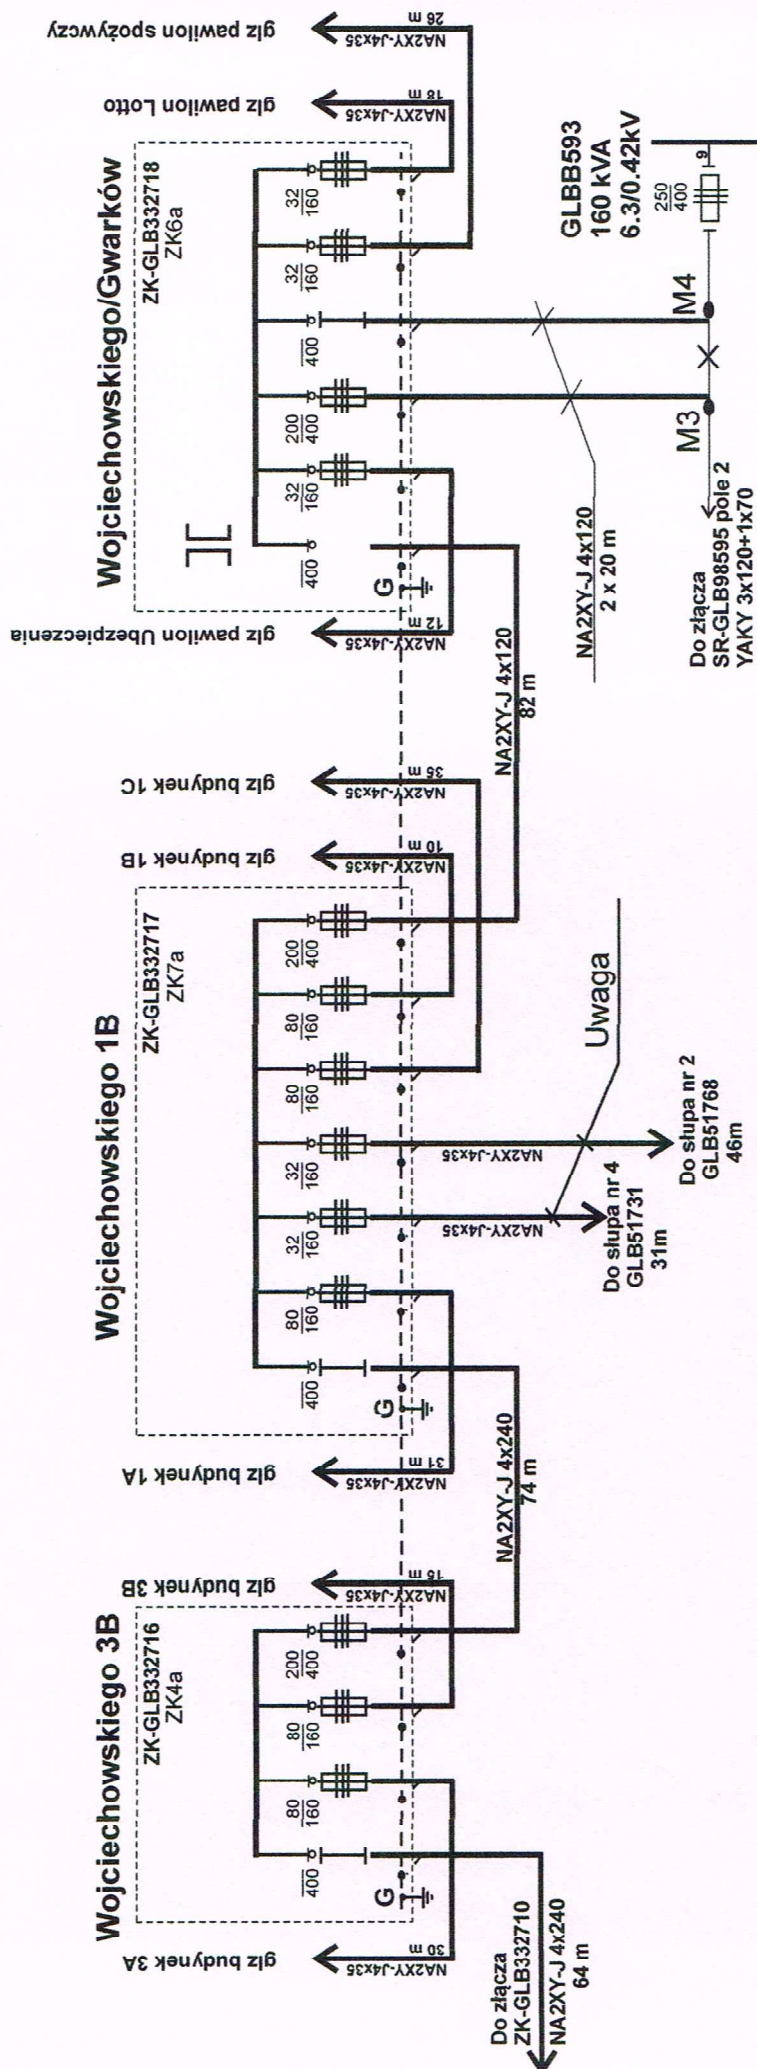 Wojciechowskiego 3B
ZK-GLB332716
ZK4a
400
80
160
80
160
200
400
G
glz budynek 3A
NA2XY-J4x35
30 m
glz budynek 3B
NA2XY-J4x35
15 m
Do złącza
ZK-GLB332710
NA2XY-J 4x240
64 m
NA2XY-J 4x240
74 m
Wojciechowskiego 1B
ZK-GLB332717
ZK7a
400
80
160
32
160
32
160
80
160
80
160
200
400
G
glz budynek 1A
NA2XY-J4x35
31 m
glz budynek 1B
NA2XY-J4x35
10 m
glz budynek 1C
NA2XY-J4x35
35 m
NA2XY-J4x35
NA2XY-J4x35
Do słupa nr 4
GLB51731
31m
Do słupa nr 2
GLB51768
46m
Uwaga
NA2XY-J 4x120
82 m
Wojciechowskiego/Gwarków
ZK-GLB332718
ZK6a
400
32
160
200
400
400
32
160
32
160
G
glz pawilon Ubezpieczenia
NA2XY-J4x35
12 m
glz pawilon Lotto
NA2XY-J4x35
18 m
glz pawilon spożywczy
NA2XY-J4x35
26 m
NA2XY-J 4x120
2 x 20 m
M3
M4
Do złącza
SR-GLB98595 pole 2
YAKY 3x120+1x70
GLBB593
160 kVA
6.3/0.42kV
250
400
9